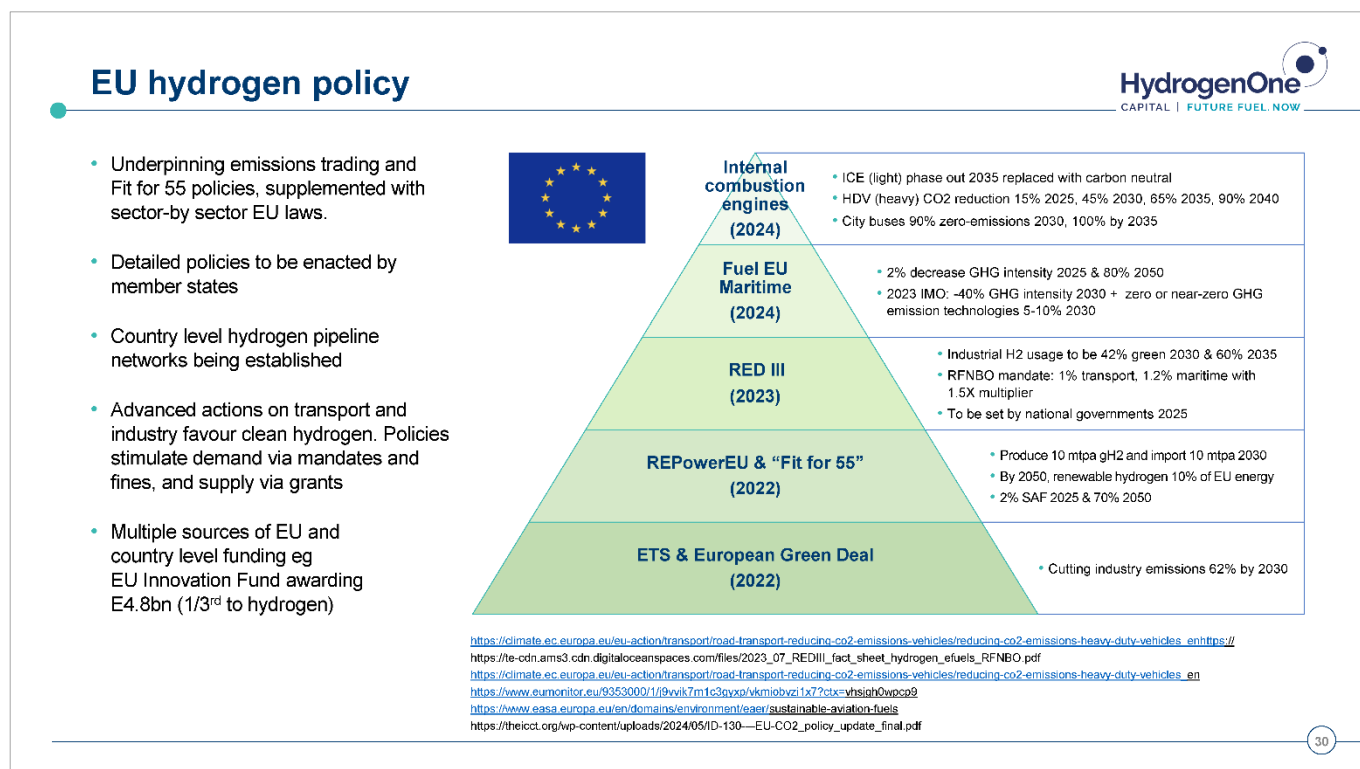 EU hydrogen policy
HydrogenOne
CAPITAL | FUTURE FUEL. NOW
• Underpinning emissions trading and
Fit for 55 policies, supplemented with
sector-by sector EU laws.
• Detailed policies to be enacted by
member states
• Country level hydrogen pipeline
networks being established
• Advanced actions on transport and
industry favour clean hydrogen. Policies
stimulate demand via mandates and
fines, and supply via grants
• Multiple sources of EU and
country level funding eg
EU Innovation Fund awarding
E4.8bn (1/3rd to hydrogen)
Internal
combustion
engines
(2024)
• ICE (light) phase out 2035 replaced with carbon neutral
• HDV (heavy) CO2 reduction 15% 2025, 45% 2030, 65% 2035, 90% 2040
• City buses 90% zero-emissions 2030, 100% by 2035
Fuel EU
Maritime
(2024)
• 2% decrease GHG intensity 2025 & 80% 2050
• 2023 IMO: -40% GHG intensity 2030 + zero or near-zero GHG
emission technologies 5-10% 2030
RED III
(2023)
• Industrial H2 usage to be 42% green 2030 & 60% 2035
• RFNBO mandate: 1% transport, 1.2% maritime with
1.5X multiplier
• To be set by national governments 2025
REPowerEU & “Fit for 55”
(2022)
• Produce 10 mtpa gH2 and import 10 mtpa 2030
• By 2050, renewable hydrogen 10% of EU energy
• 2% SAF 2025 & 70% 2050
ETS & European Green Deal
(2022)
• Cutting industry emissions 62% by 2030
https://climate.ec.europa.eu/eu-action/transport/road-transport-reducing-co2-emissions-vehicles/reducing-co2-emissions-heavy-duty-vehicles_enhttps://
https://te-cdn.ams3.cdn.digitaloceanspaces.com/files/2023_07_REDIII_fact_sheet_hydrogen_efuels_RFNBO.pdf
https://climate.ec.europa.eu/eu-action/transport/road-transport-reducing-co2-emissions-vehicles/reducing-co2-emissions-heavy-duty-vehicles_en
https://www.eumonitor.eu/9353000/1/j9vvik7m1c3gyxp/vkmiobvzi1x7?ctx=vhsjgh0wpcp9
https://www.easa.europa.eu/en/domains/environment/eaer/sustainable-aviation-fuels
https://theicct.org/wp-content/uploads/2024/05/ID-130-–-EU-CO2_policy_update_final.pdf
30